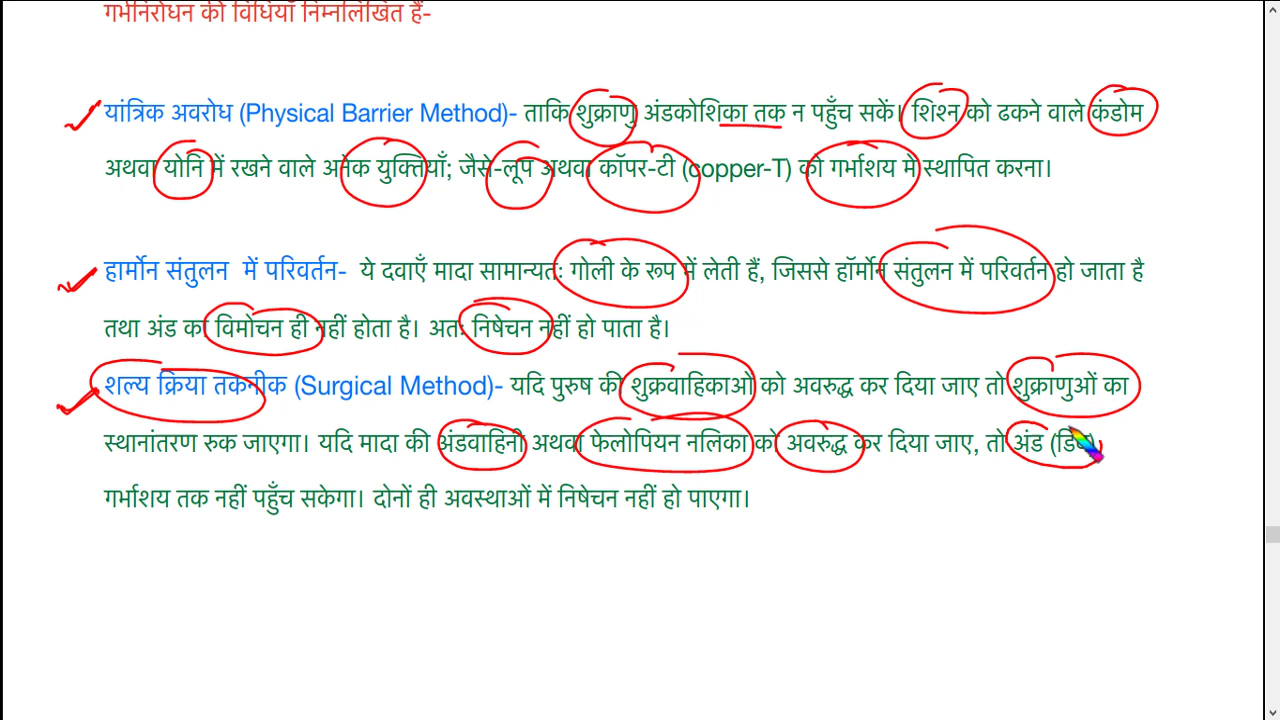 गर्भनिरोधन की विधियाँ निम्नलिखित हैं-
यांत्रिक अवरोध (Physical Barrier Method)- ताकि शुक्राणु अंडकोशिका तक न पहुँच सकें। शिश्न को ढकने वाले कंडोम
अथवा योनि में रखने वाले अनेक युक्तियाँ; जैसे-लूप अथवा कॉपर-टी (copper-T) को गर्भाशय मे स्थापित करना।
हार्मोन संतुलन में परिवर्तन- ये दवाएँ मादा सामान्यतः गोली के रूप में लेती हैं, जिससे हॉर्मोन संतुलन में परिवर्तन हो जाता है
तथा अंड का विमोचन ही नहीं होता है। अतः निषेचन नहीं हो पाता है।
शल्य क्रिया तकनीक (Surgical Method)- यदि पुरुष की शुक्रवाहिकाओं को अवरुद्ध कर दिया जाए तो शुक्राणुओं का
स्थानांतरण रुक जाएगा। यदि मादा की अंडवाहिनी अथवा फेलोपियन नलिका को अवरुद्ध कर दिया जाए, तो अंड
गर्भाशय तक नहीं पहुँच सकेगा। दोनों ही अवस्थाओं में निषेचन नहीं हो पाएगा।